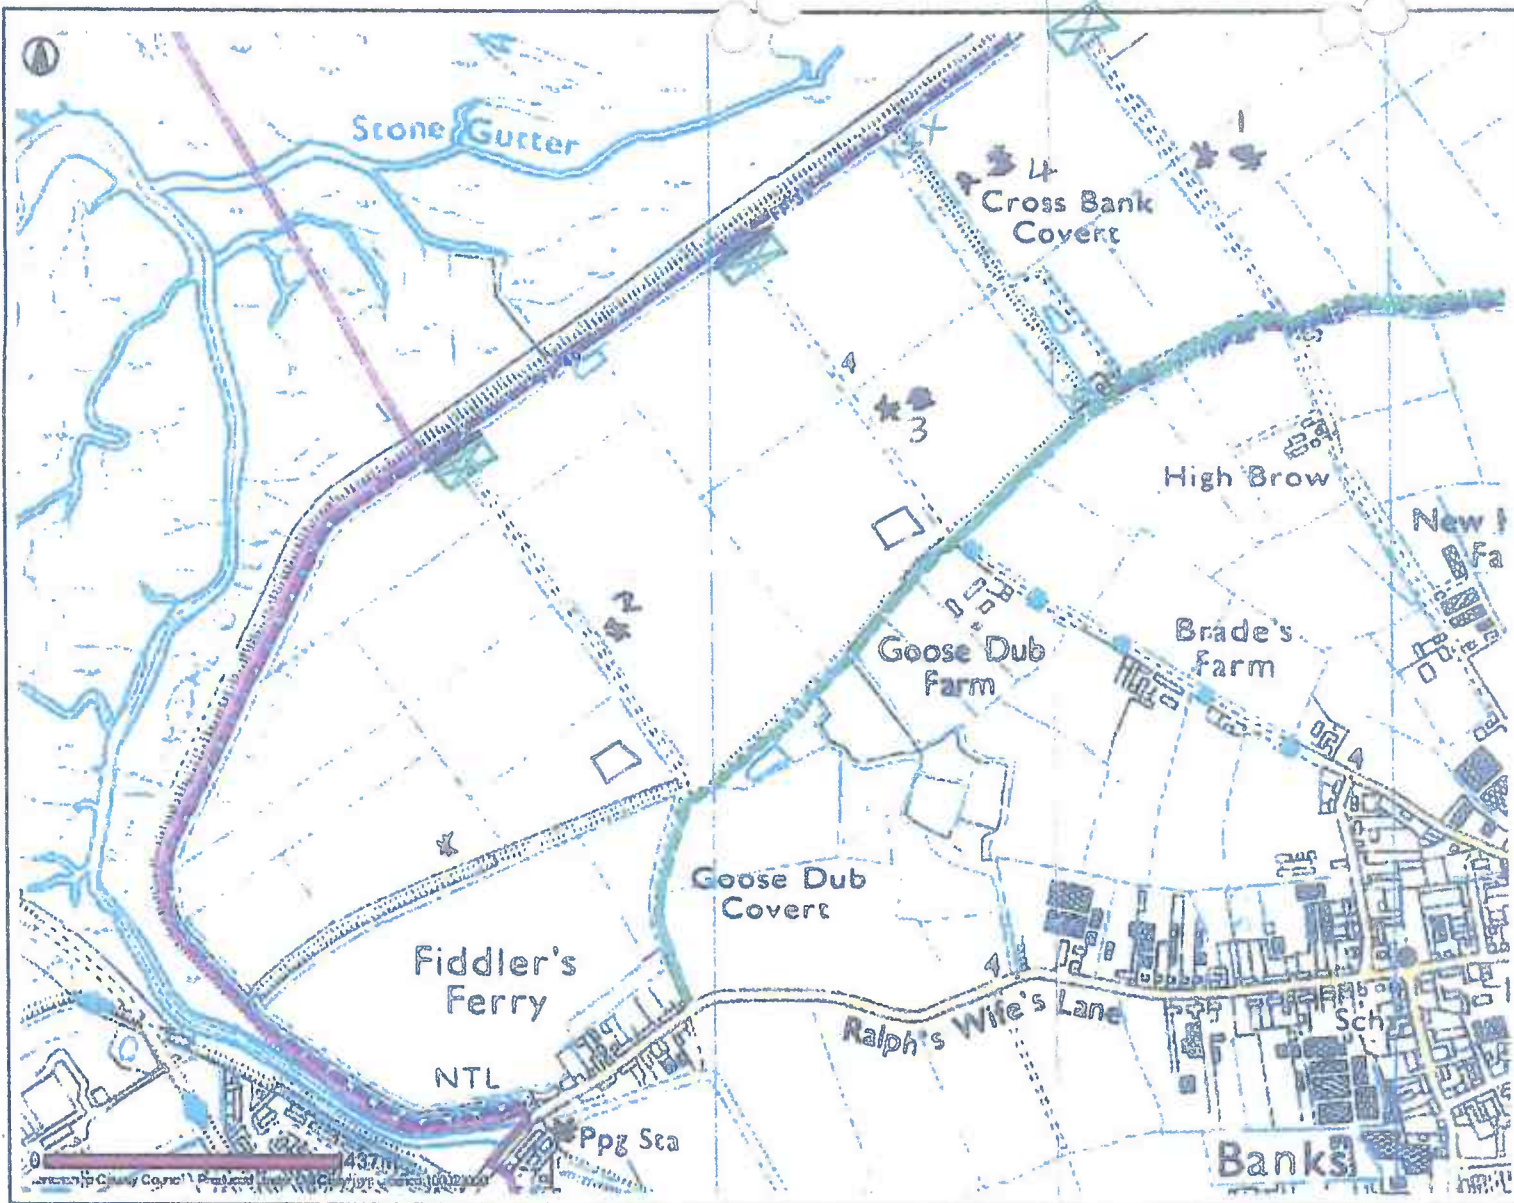 Stone Gutter
1
4
Cross Bank
Covert
4
3
High Brow
New
Fa
2
Goose Dub
Farm
Brade's
Farm
4
Goose Dub
Covert
Fiddler's
Ferry
4
Ralph's Wife's Lane
Sch
NTL
Ppg Sta
Banks
0
437m